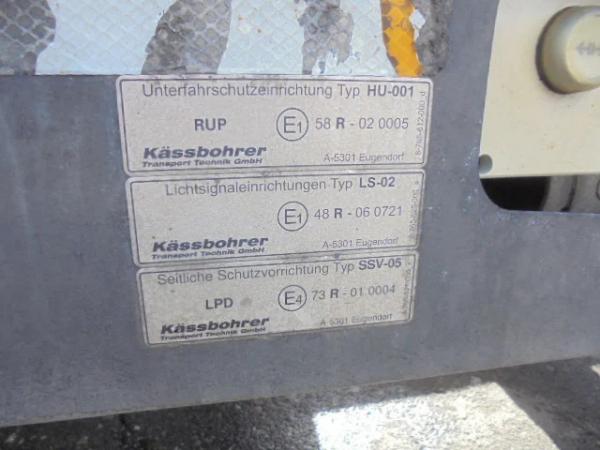 Unterfahrschutzeinrichtung Typ HU-001
RUP E1 58 R - 02 0005
Kässbohrer
Transport Technik GmbH A-5301 Eugendorf
Lichtsignaleinrichtungen Typ LS-02
E1 48 R - 06 0721
Kässbohrer
Transport Technik GmbH A-5301 Eugendorf
Seitliche Schutzvorrichtung Typ SSV-05
LPD E4 73 R - 01 0004
Kässbohrer
Transport Technik GmbH A-5301 Eugendorf